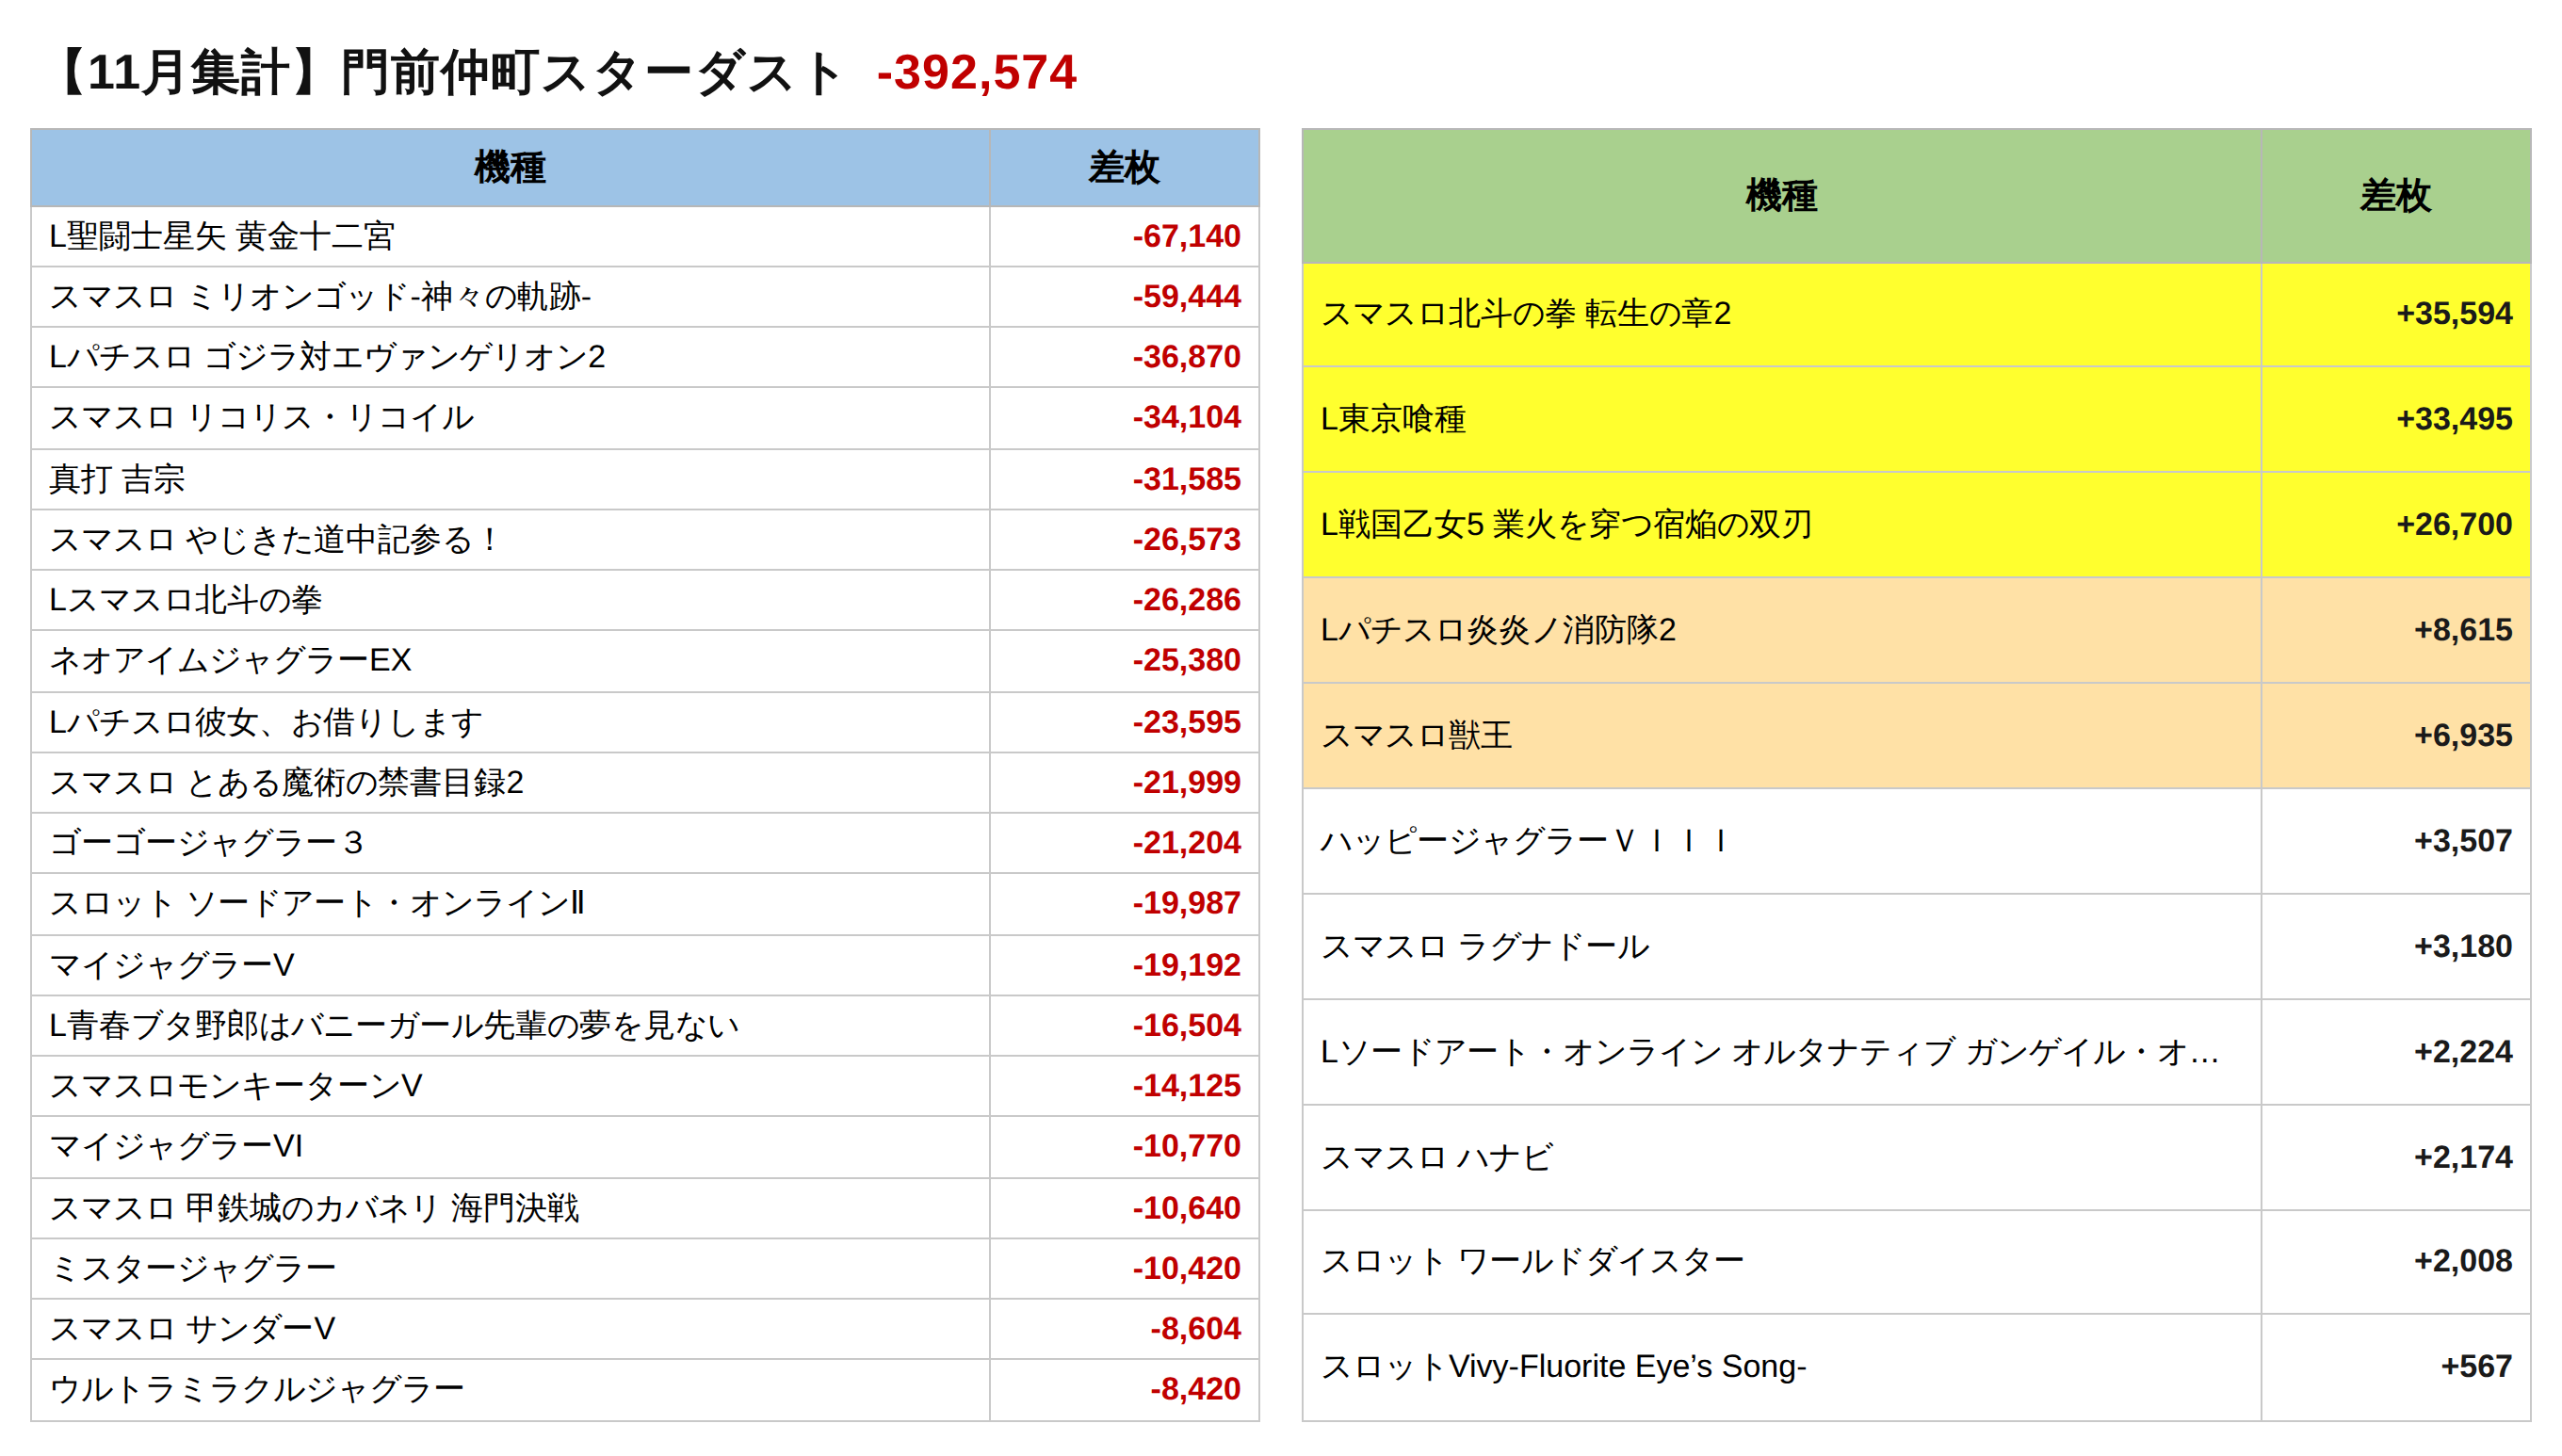 【11月集計】門前仲町スターダスト -392,574
機種 差枚
L聖闘士星矢 黄金十二宮 -67,140
スマスロ ミリオンゴッド-神々の軌跡- -59,444
Lパチスロ ゴジラ対エヴァンゲリオン2 -36,870
スマスロ リコリス・リコイル -34,104
真打 吉宗 -31,585
スマスロ やじきた道中記参る！ -26,573
Lスマスロ北斗の拳 -26,286
ネオアイムジャグラーEX -25,380
Lパチスロ彼女、お借りします -23,595
スマスロ とある魔術の禁書目録2 -21,999
ゴーゴージャグラー３ -21,204
スロット ソードアート・オンラインⅡ -19,987
マイジャグラーV -19,192
L青春ブタ野郎はバニーガール先輩の夢を見ない -16,504
スマスロモンキーターンV -14,125
マイジャグラーVI -10,770
スマスロ 甲鉄城のカバネリ 海門決戦 -10,640
ミスタージャグラー -10,420
スマスロ サンダーV -8,604
ウルトラミラクルジャグラー -8,420
機種 差枚
スマスロ北斗の拳 転生の章2 +35,594
L東京喰種 +33,495
L戦国乙女5 業火を穿つ宿焔の双刃 +26,700
Lパチスロ炎炎ノ消防隊2 +8,615
スマスロ獣王 +6,935
ハッピージャグラーＶＩＩＩ +3,507
スマスロ ラグナドール +3,180
Lソードアート・オンライン オルタナティブ ガンゲイル・オ… +2,224
スマスロ ハナビ +2,174
スロット ワールドダイスター +2,008
スロットVivy-Fluorite Eye’s Song- +567